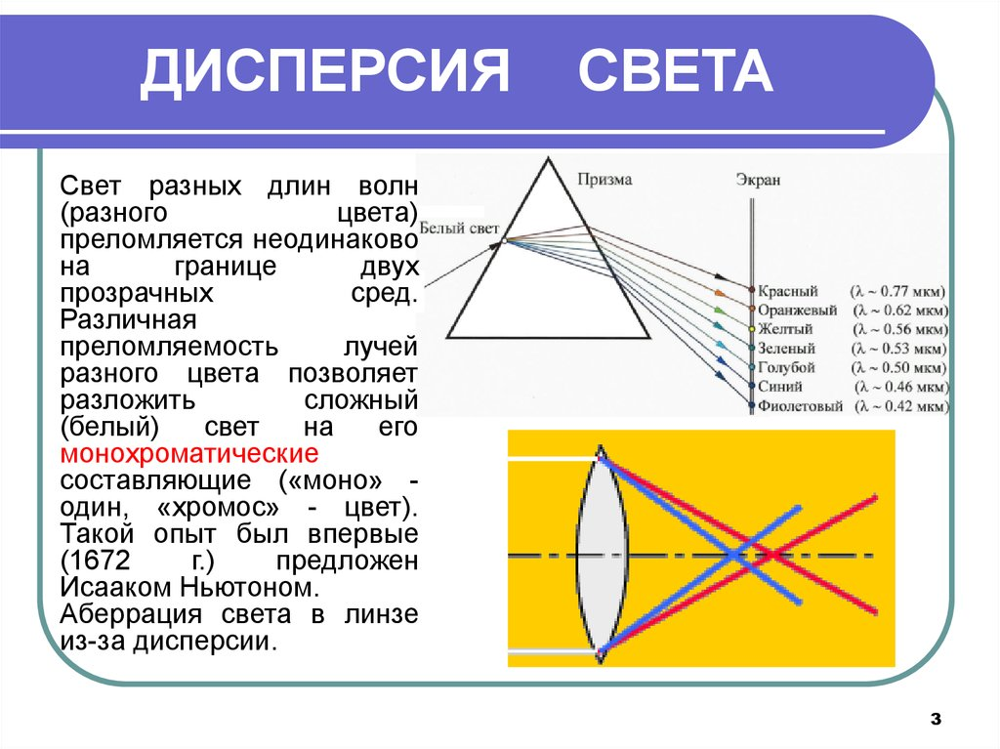 ДИСПЕРСИЯ СВЕТА
Свет разных длин волн
(разного цвета)
преломляется неодинаково
на границе двух
прозрачных сред.
Различная
преломляемость лучей
разного цвета позволяет
разложить сложный
(белый) свет на его
монохроматические
составляющие («моно» -
один, «хромос» - цвет).
Такой опыт был впервые
(1672 г.) предложен
Исааком Ньютоном.
Аберрация света в линзе
из-за дисперсии.
Призма Экран
Белый свет
Красный (λ ~ 0.77 мкм)
Оранжевый (λ ~ 0.62 мкм)
Желтый (λ ~ 0.56 мкм)
Зеленый (λ ~ 0.53 мкм)
Голубой (λ ~ 0.50 мкм)
Синий (λ ~ 0.46 мкм)
Фиолетовый (λ ~ 0.42 мкм)
3